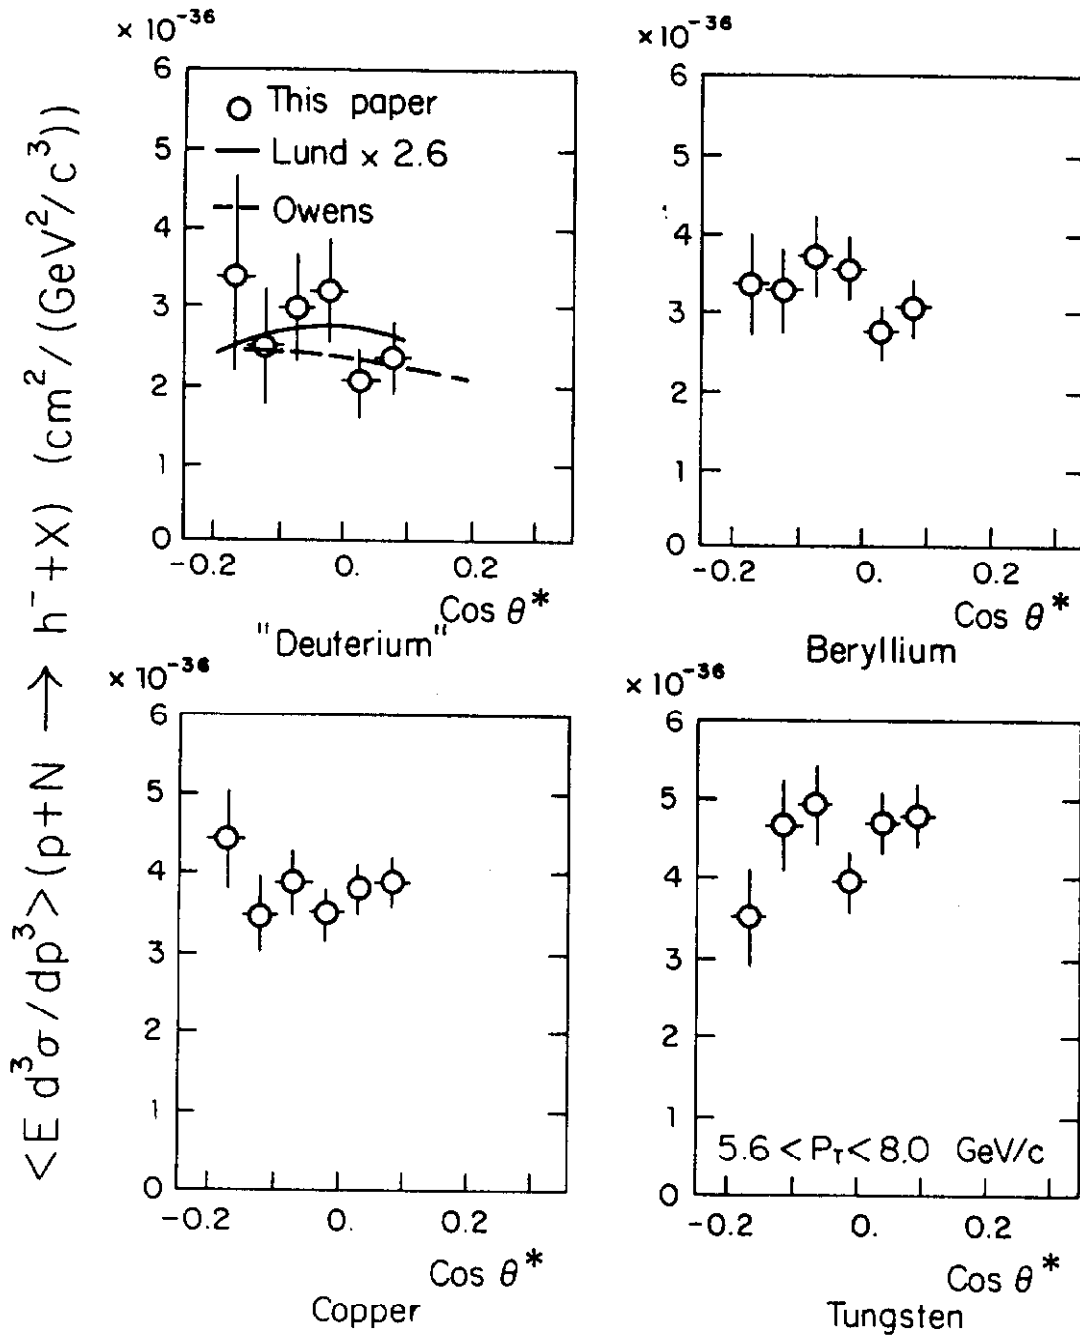 <E d³σ/dp³>(p+N → h⁻+X) (cm²/(GeV²/c³))
× 10⁻³⁶
6
This paper
5
Lund × 2.6
4
Owens
3
2
1
0
-0.2 0. 0.2
Cos θ*
"Deuterium"
×10⁻³⁶
6
5
4
3
2
1
0
-0.2 0. 0.2
Cos θ*
Beryllium
× 10⁻³⁶
6
5
4
3
2
1
0
-0.2 0. 0.2
Cos θ*
Copper
× 10⁻³⁶
6
5
4
3
2
1
5.6 < P_T < 8.0 GeV/c
0
-0.2 0. 0.2
Cos θ*
Tungsten